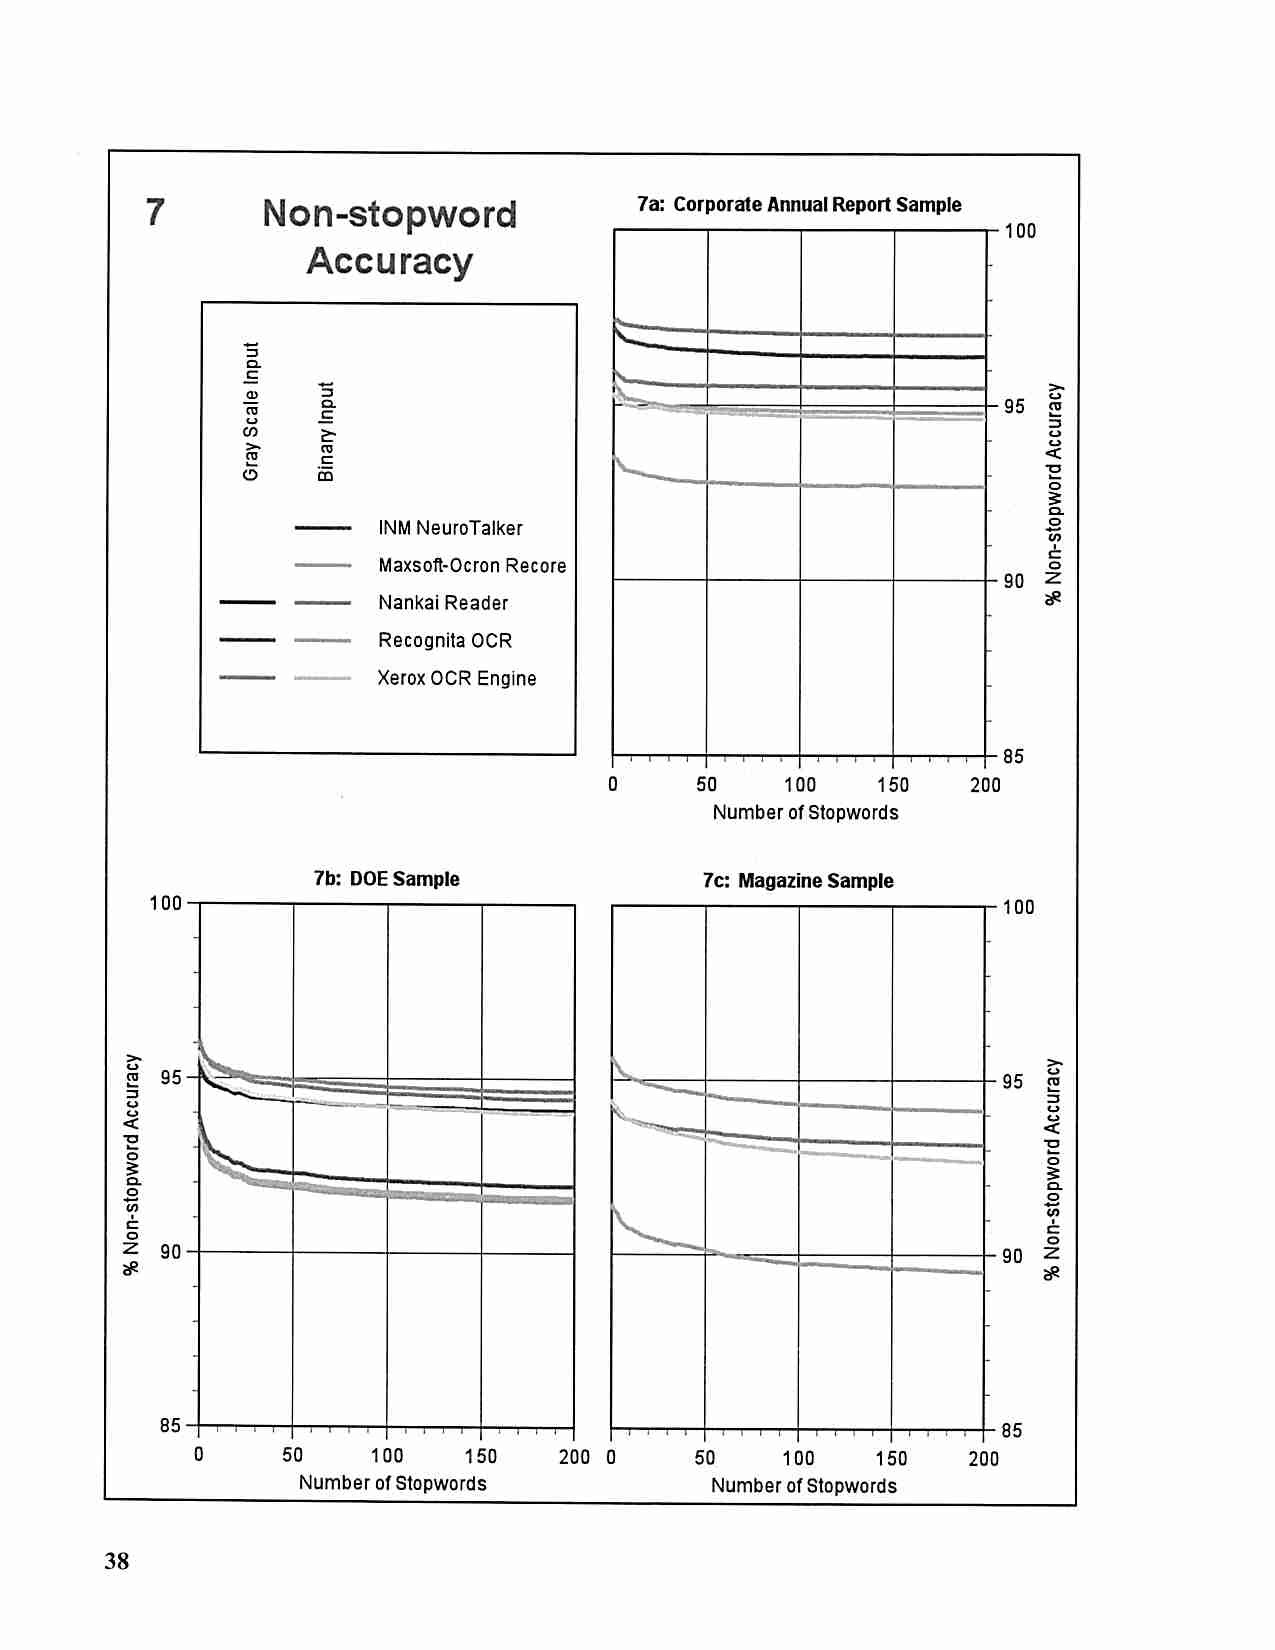 7 Non-stopword
Accuracy
Gray Scale Input
Binary Input
INM NeuroTalker
Maxsoft-Ocron Recore
Nankai Reader
Recognita OCR
Xerox OCR Engine
7a: Corporate Annual Report Sample
100
95
90
85
% Non-stopword Accuracy
0 50 100 150 200
Number of Stopwords
7b: DOE Sample
100
95
90
85
% Non-stopword Accuracy
0 50 100 150 200
Number of Stopwords
7c: Magazine Sample
100
95
90
85
% Non-stopword Accuracy
0 50 100 150 200
Number of Stopwords
38